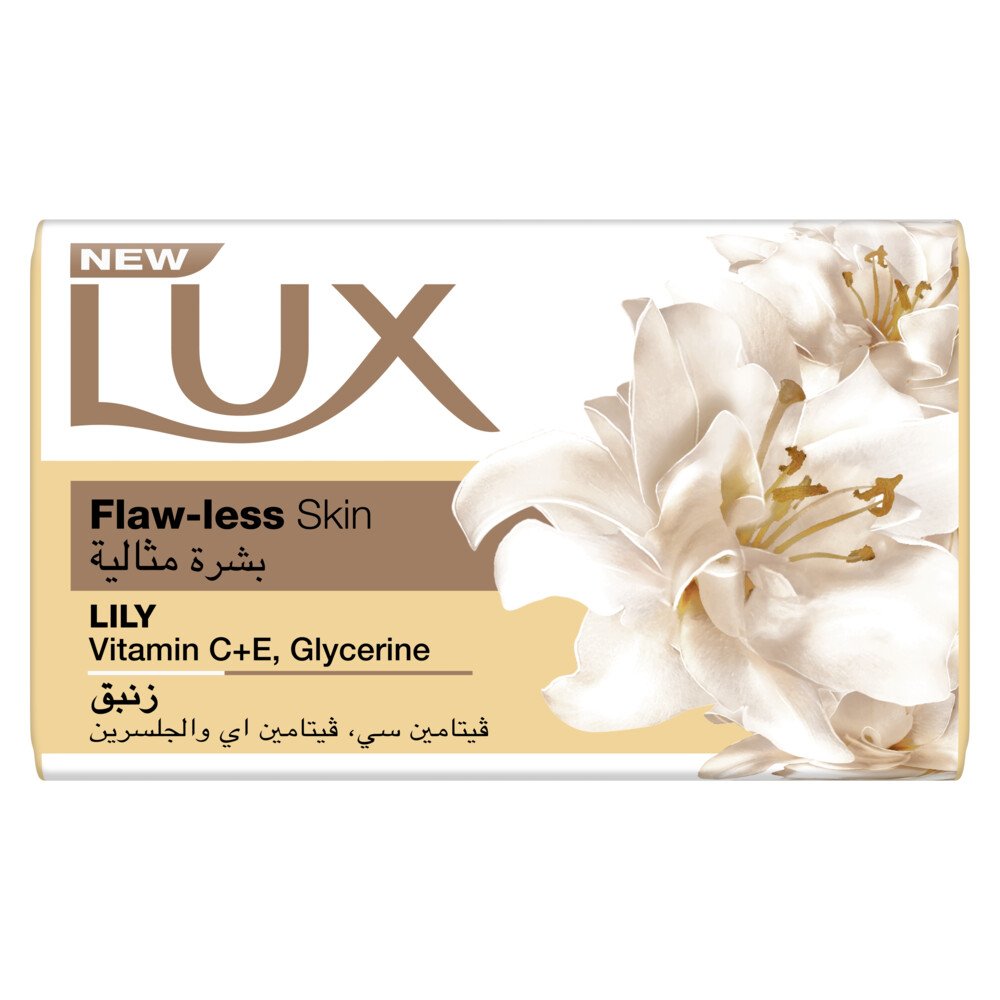 NEW
LUX
Flaw-less Skin
بشرة مثالية
LILY
Vitamin C+E, Glycerine
زنبق
ڤيتامين سي، ڤيتامين اي والجلسرين